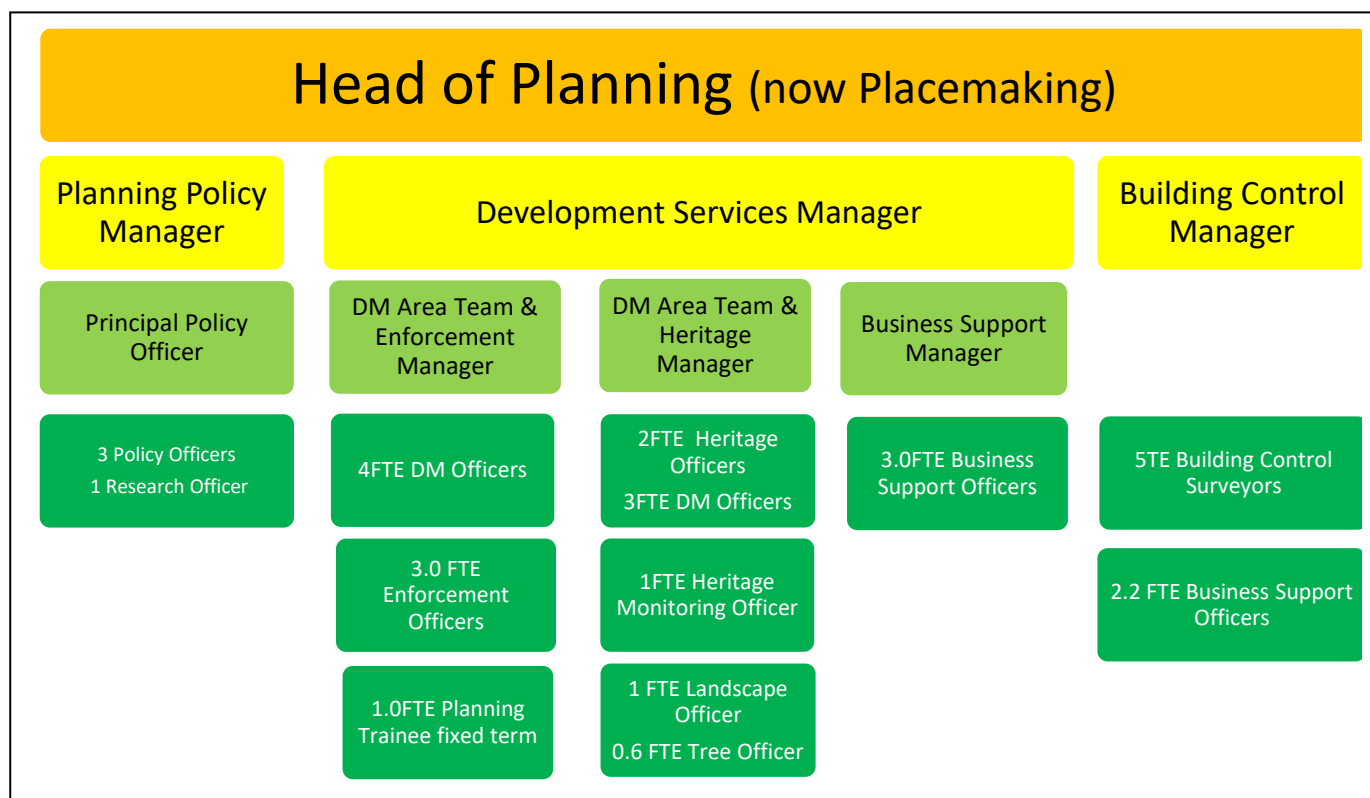 Head of Planning (now Placemaking)
Planning Policy
Manager
Development Services Manager
Building Control
Manager
Principal Policy
Officer
DM Area Team &
Enforcement
Manager
DM Area Team &
Heritage
Manager
Business Support
Manager
3 Policy Officers
1 Research Officer
4FTE DM Officers
2FTE Heritage
Officers
3FTE DM Officers
3.0FTE Business
Support Officers
5TE Building Control
Surveyors
3.0 FTE
Enforcement
Officers
1FTE Heritage
Monitoring Officer
2.2 FTE Business Support
Officers
1.0FTE Planning
Trainee fixed term
1 FTE Landscape
Officer
0.6 FTE Tree Officer